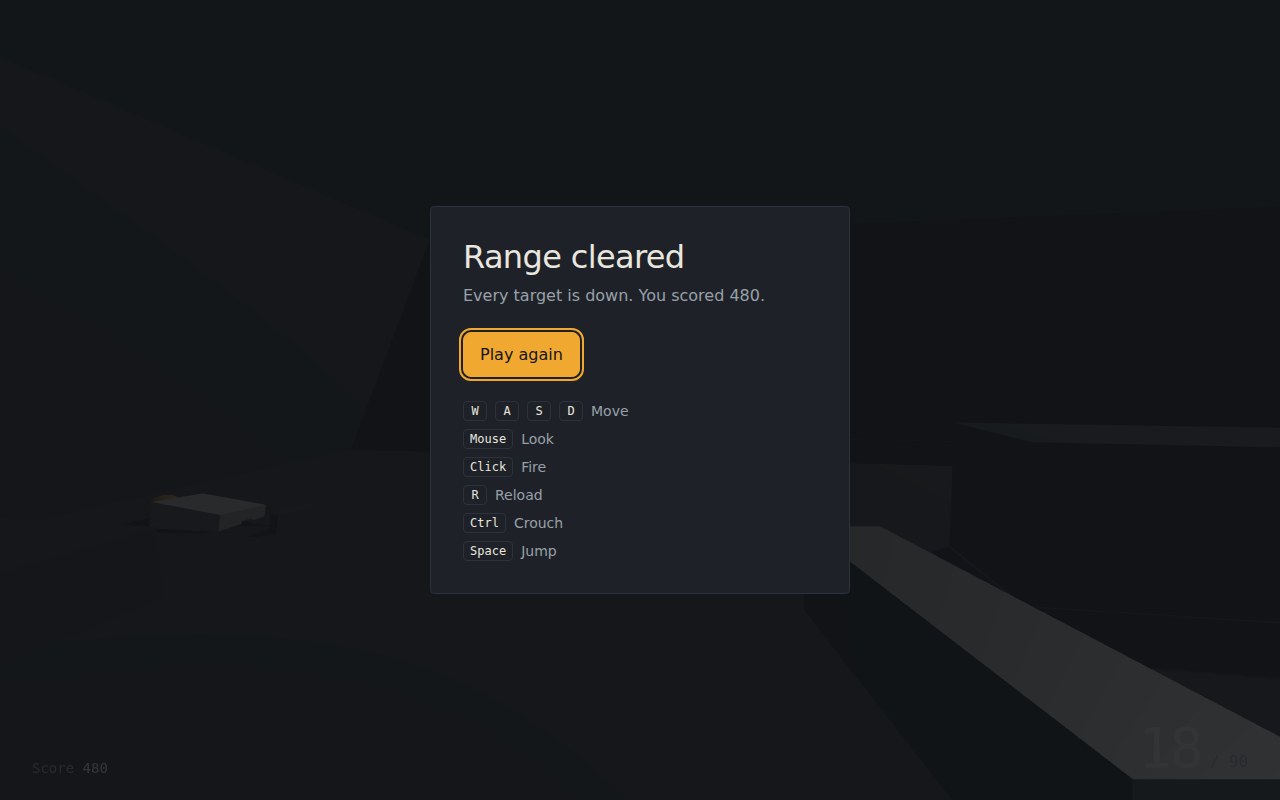 Range cleared
Every target is down. You scored 480.
Play again
W A S D Move
Mouse Look
Click Fire
R Reload
Ctrl Crouch
Space Jump
Score 480
18 / 90